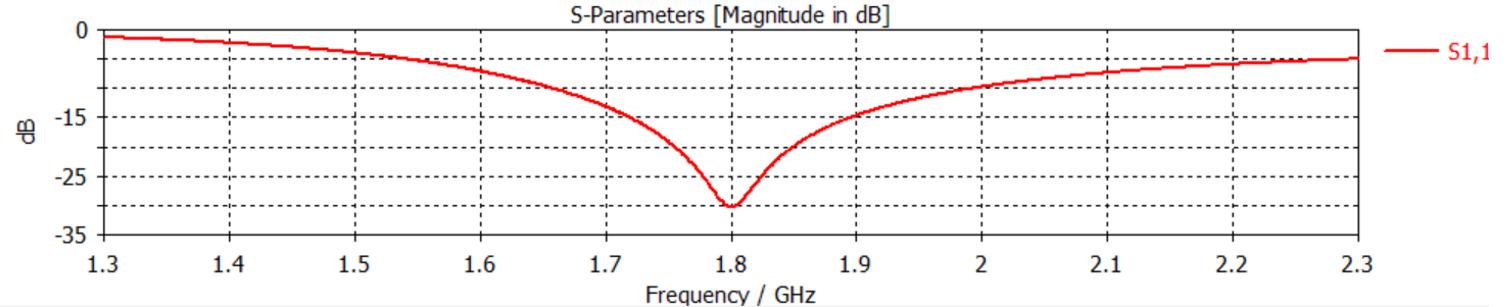 S-Parameters [Magnitude in dB]
0
-15
-25
-35
dB
1.3 1.4 1.5 1.6 1.7 1.8 1.9 2 2.1 2.2 2.3
Frequency / GHz
S1,1